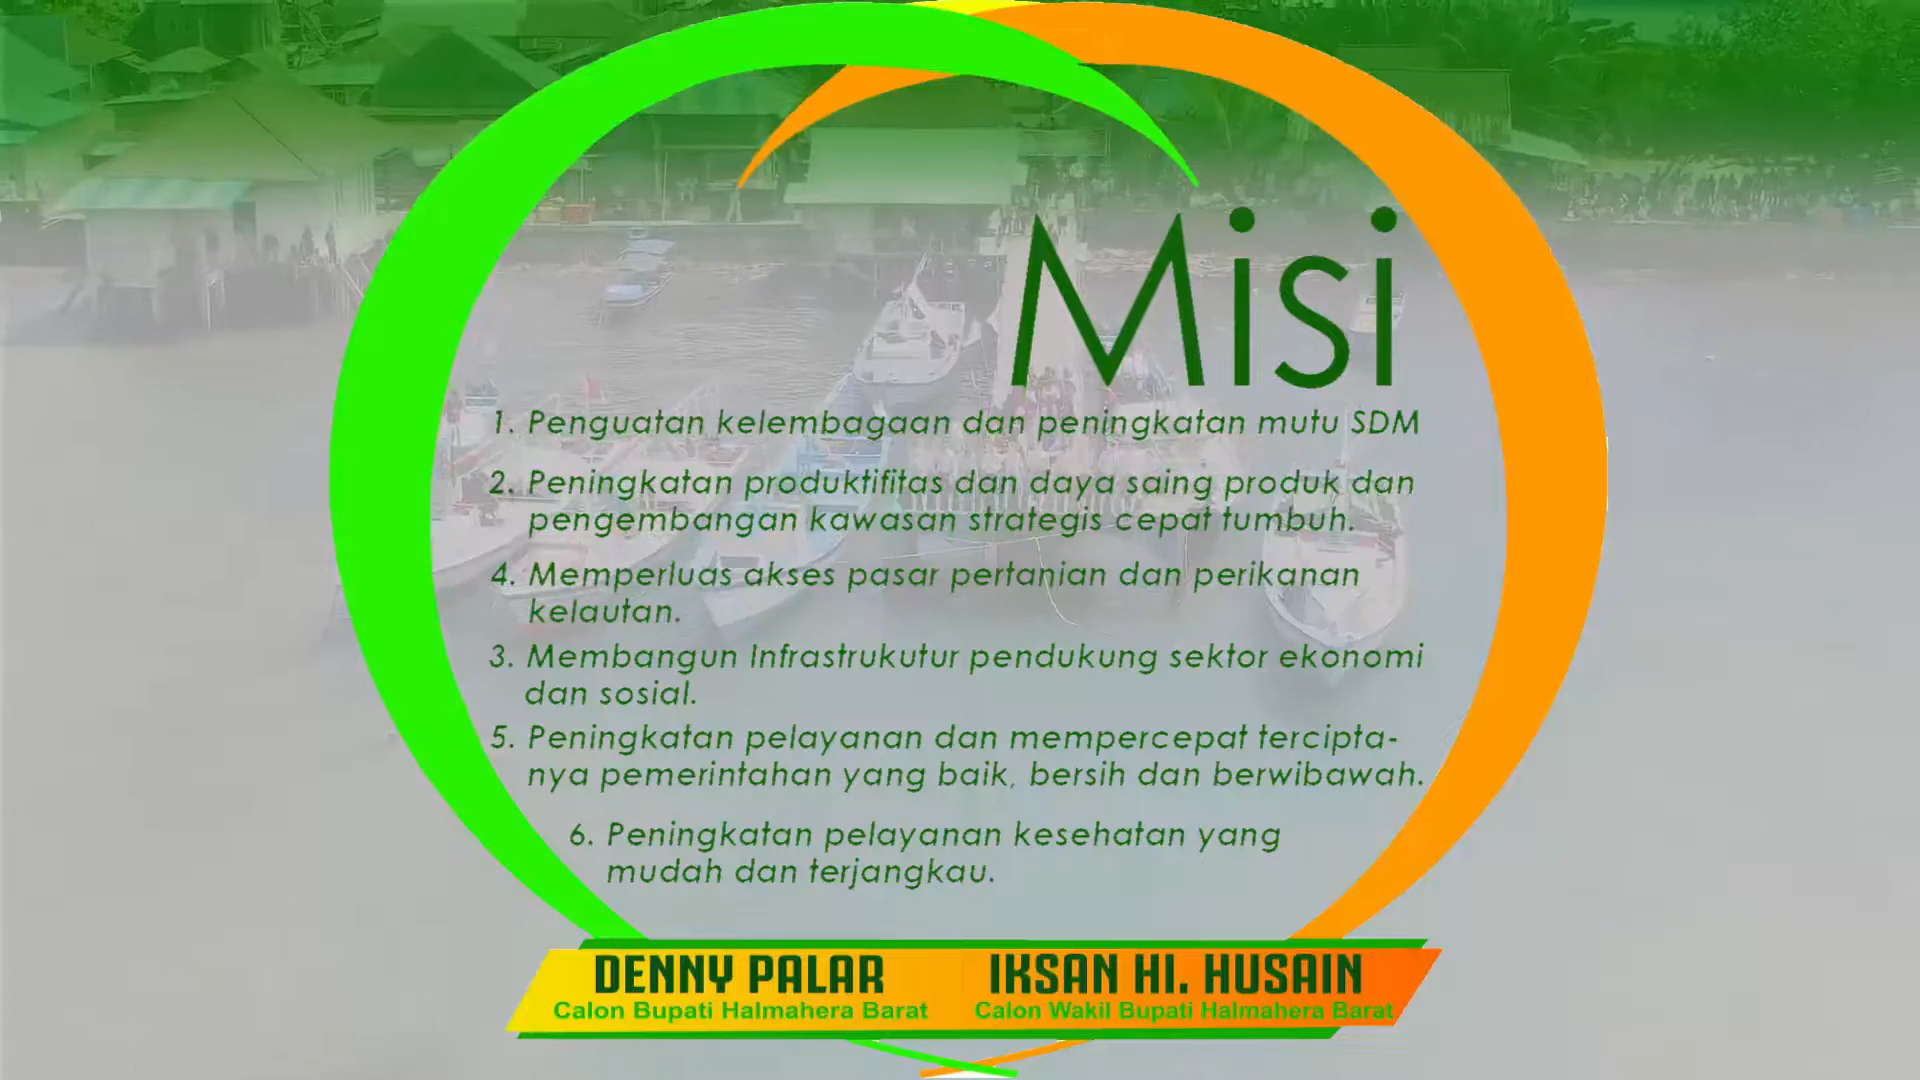 Misi
1. Penguatan kelembagaan dan peningkatan mutu SDM
2. Peningkatan produktifitas dan daya saing produk dan
pengembangan kawasan strategis cepat tumbuh.
4. Memperluas akses pasar pertanian dan perikanan
kelautan.
3. Membangun Infrastrukutur pendukung sektor ekonomi
dan sosial.
5. Peningkatan pelayanan dan mempercepat tercipta-
nya pemerintahan yang baik, bersih dan berwibawah.
6. Peningkatan pelayanan kesehatan yang
mudah dan terjangkau.
DENNY PALAR
Calon Bupati Halmahera Barat
IKSAN HI. HUSAIN
Calon Wakil Bupati Halmahera Barat